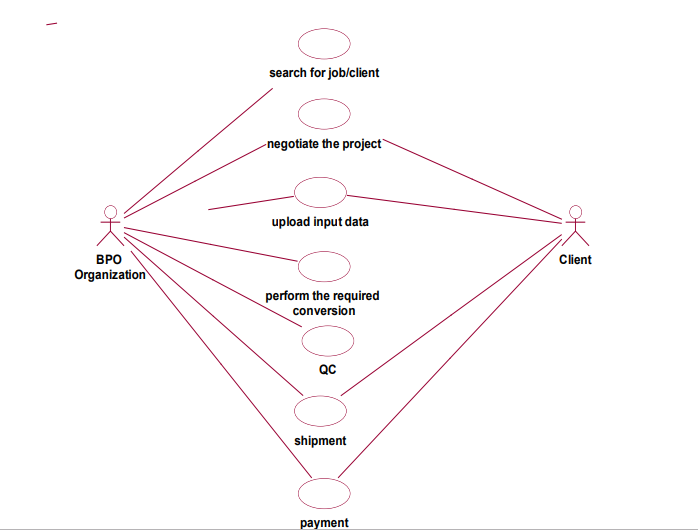 search for job/client
negotiate the project
upload input data
BPO
Organization
Client
perform the required
conversion
QC
shipment
payment